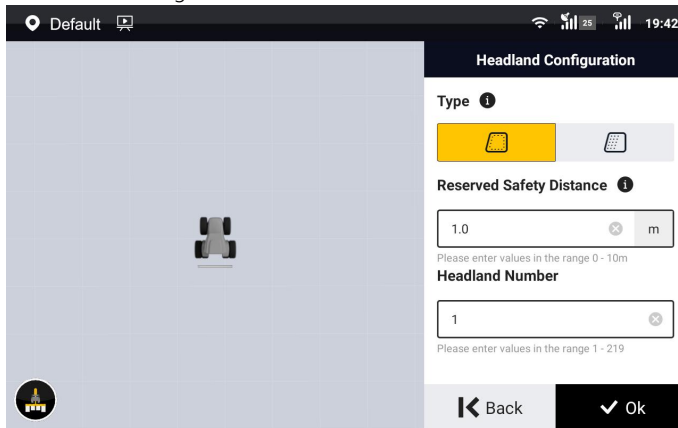 Default
25
19:42
Headland Configuration
Type
Reserved Safety Distance
1.0
m
Please enter values in the range 0 - 10m
Headland Number
1
Please enter values in the range 1 - 219
Back
Ok